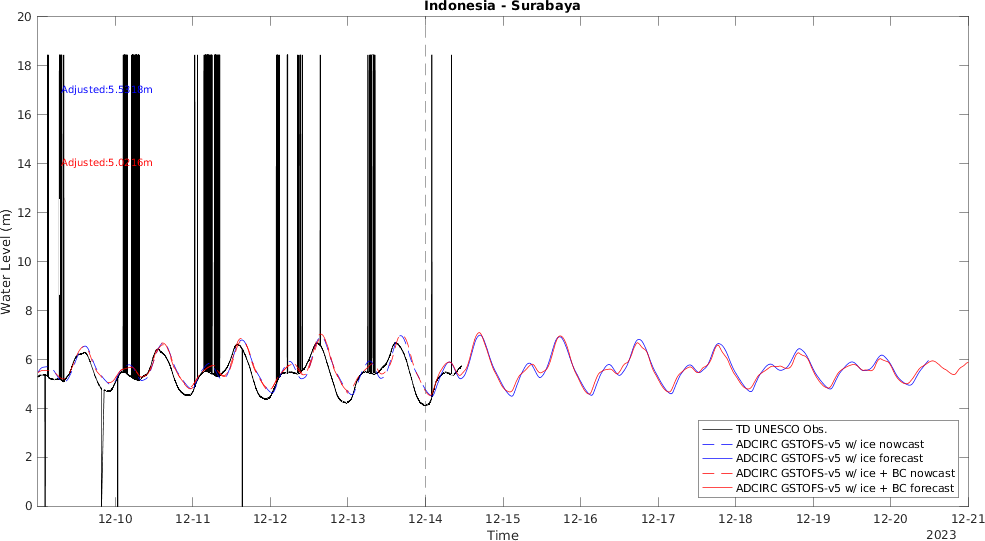 Indonesia - Surabaya
20
18
16
14
12
10
8
6
4
2
0
Water Level (m)
Adjusted:5.0216m
12-10
12-11
12-12
12-13
12-14
12-15
12-16
12-17
12-18
12-19
12-20
12-21
Time
2023
TD UNESCO Obs.
ADCIRC GSTOFS-v5 w/ ice nowcast
ADCIRC GSTOFS-v5 w/ ice forecast
ADCIRC GSTOFS-v5 w/ ice + BC nowcast
ADCIRC GSTOFS-v5 w/ ice + BC forecast